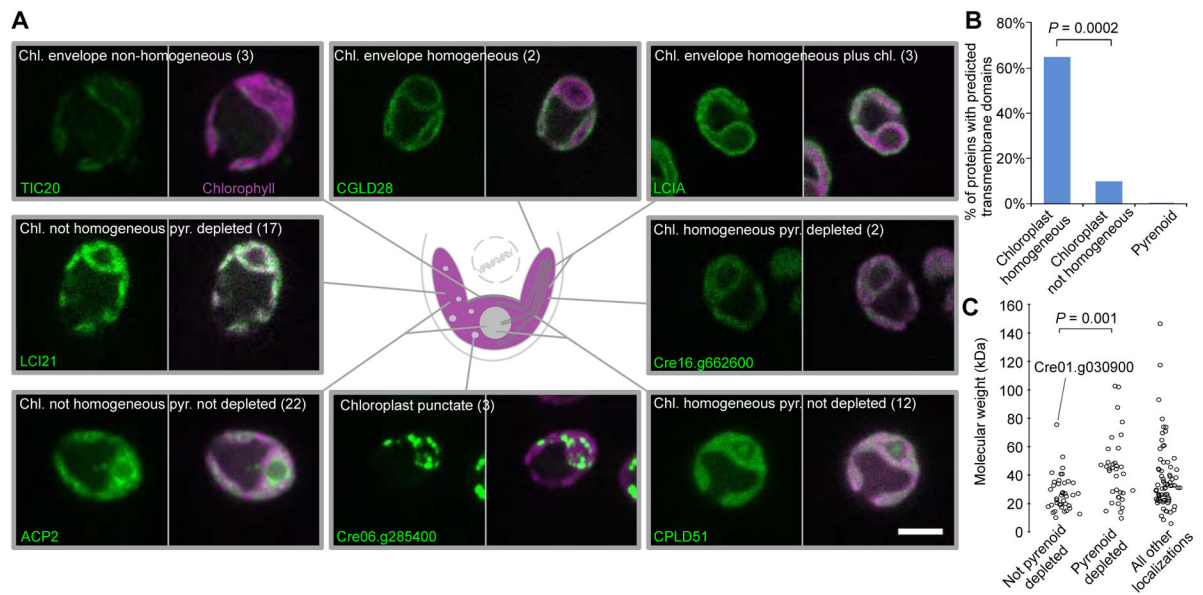 A
Chl. envelope non-homogeneous (3)
TIC20
Chlorophyll
Chl. envelope homogeneous (2)
CGLD28
Chl. envelope homogeneous plus chl. (3)
LCIA
Chl. not homogeneous pyr. depleted (17)
LCI21
Chl. homogeneous pyr. depleted (2)
Cre16.g662600
Chl. not homogeneous pyr. not depleted (22)
ACP2
Chloroplast punctate (3)
Cre06.g285400
Chl. homogeneous pyr. not depleted (12)
CPLD51
B
% of proteins with predicted
transmembrane domains
80%
60%
40%
20%
0%
P = 0.0002
Chloroplast
homogeneous
Chloroplast
not homogeneous
Pyrenoid
C
Molecular weight (kDa)
160
140
120
100
80
60
40
20
0
P = 0.001
Cre01.g030900
Not pyrenoid
depleted
Pyrenoid
depleted
All other
localizations